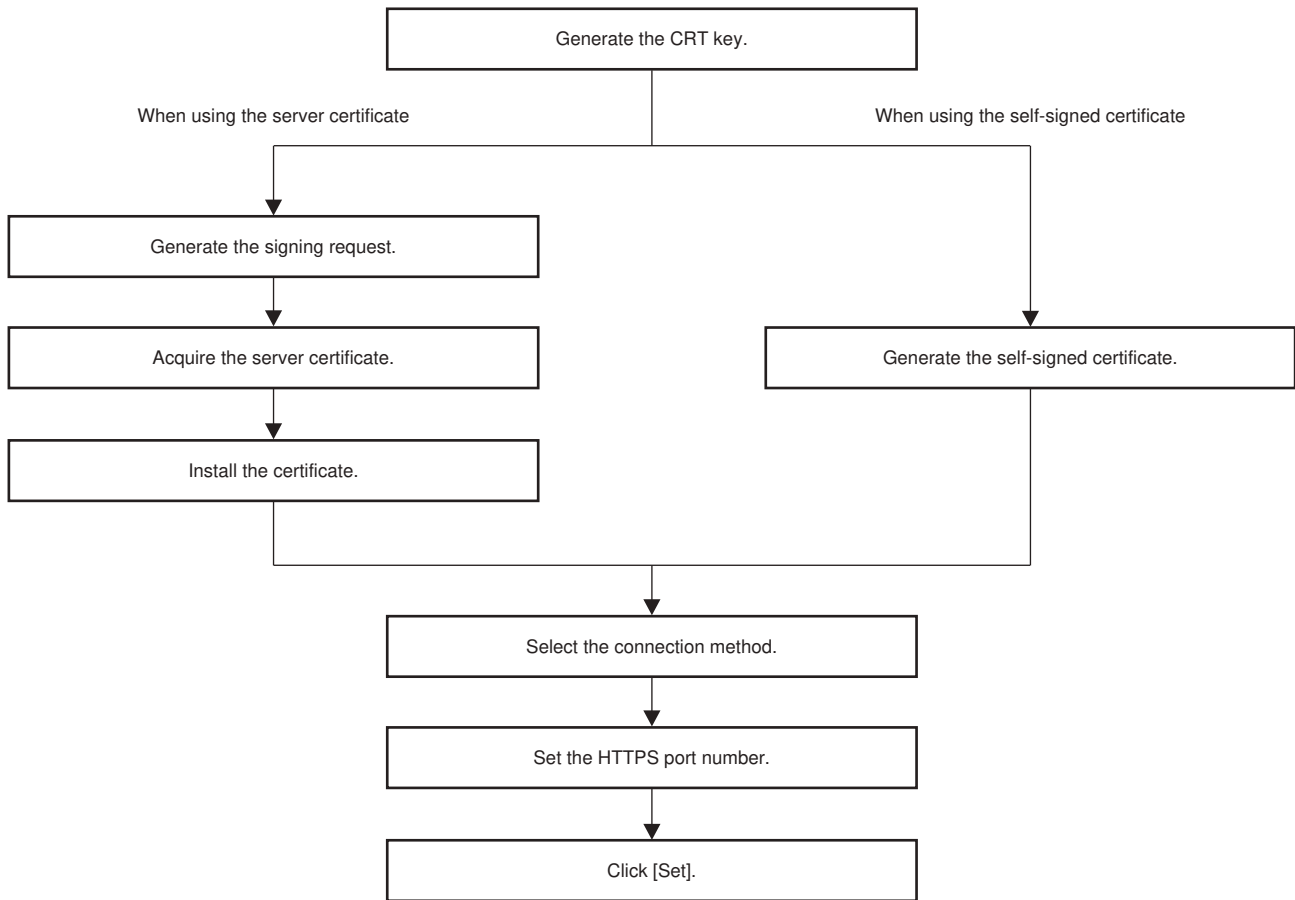 Generate the CRT key.
When using the server certificate
When using the self-signed certificate
Generate the signing request.
Acquire the server certificate.
Generate the self-signed certificate.
Install the certificate.
Select the connection method.
Set the HTTPS port number.
Click [Set].